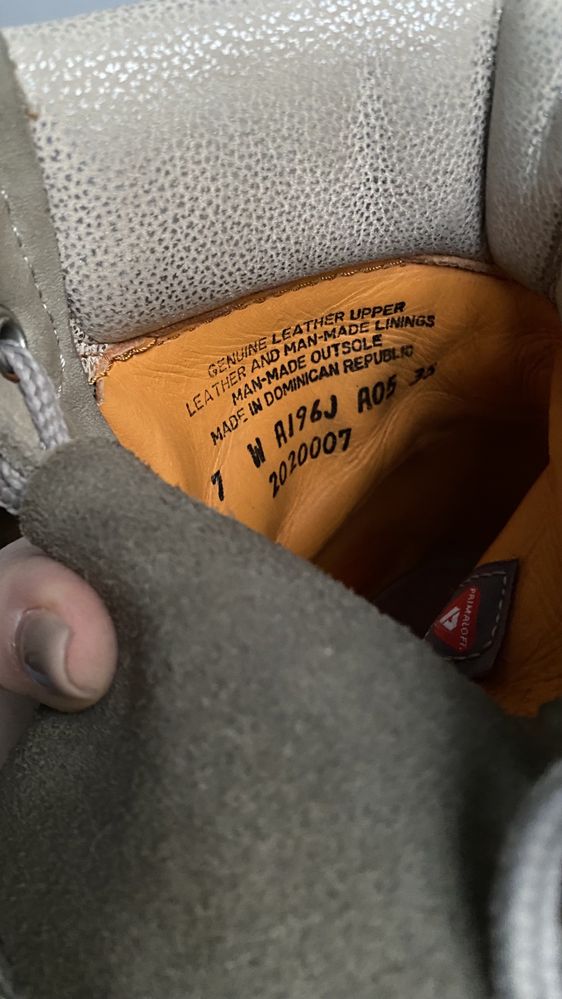 GENUINE LEATHER UPPER
LEATHER AND MAN-MADE LININGS
MAN-MADE OUTSOLE
MADE IN DOMINICAN REPUBLIC
7 W A196J A05 35
2020007
PRIMALOFT